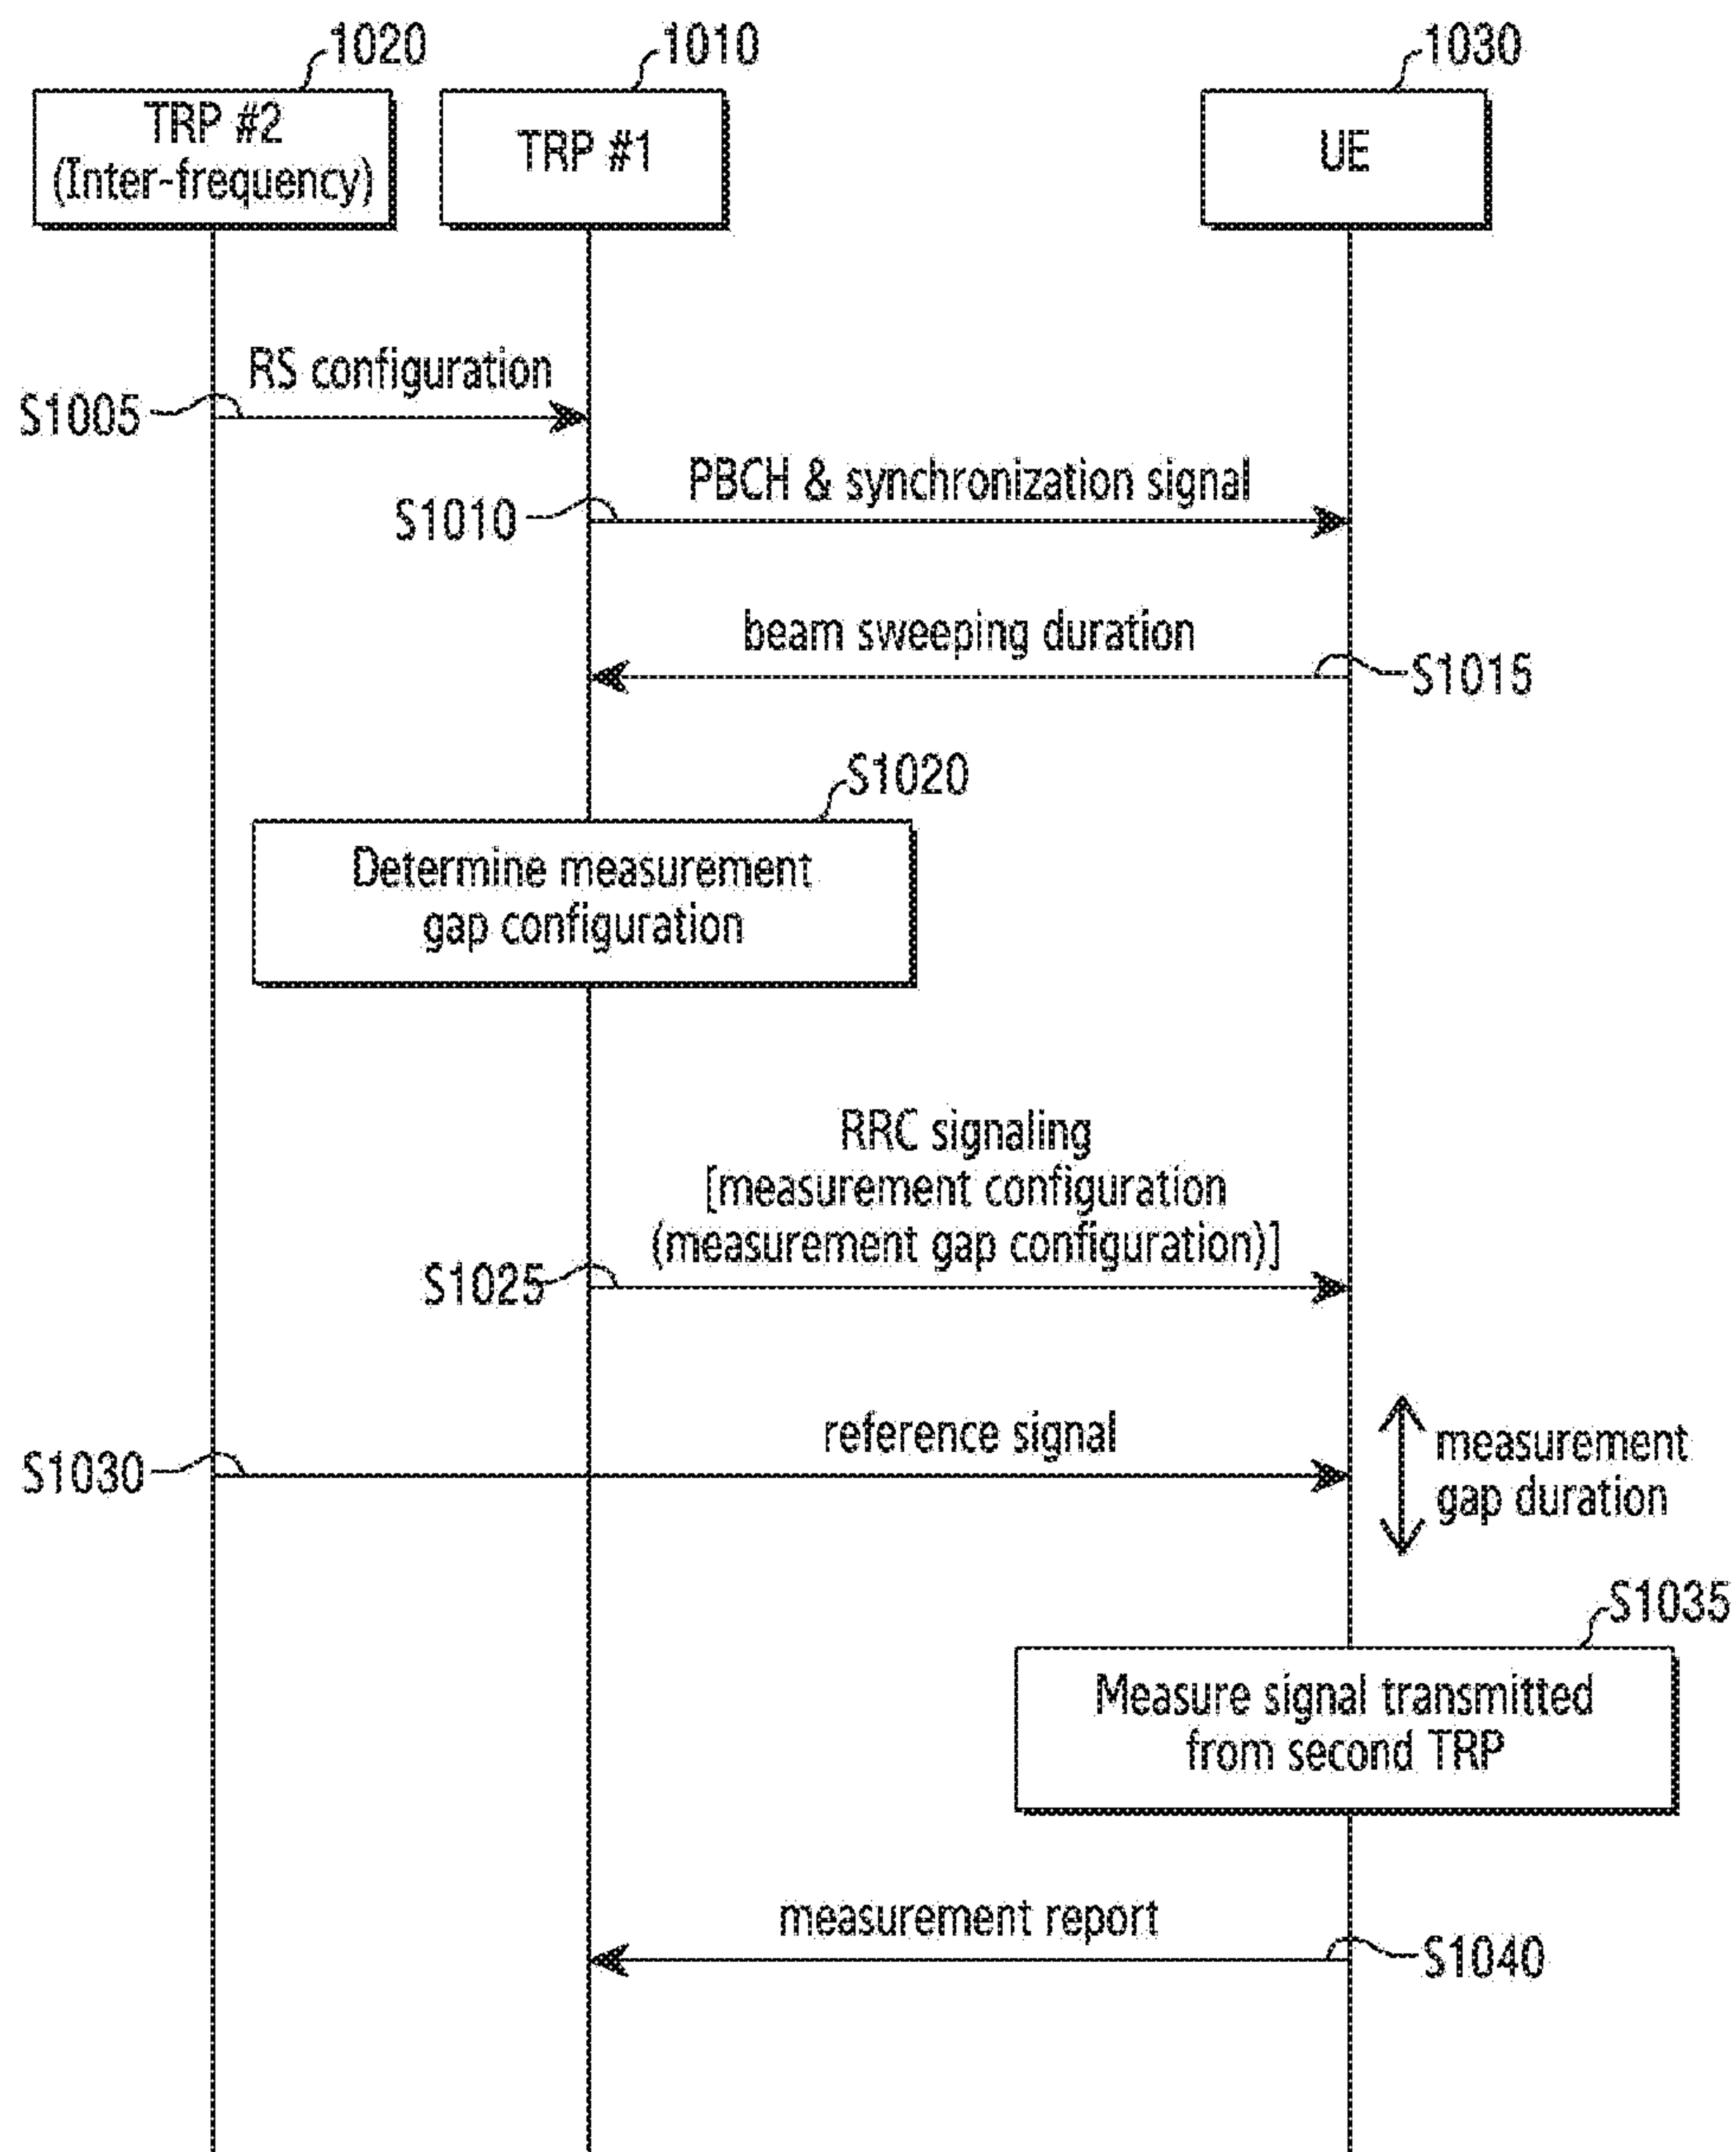 1020
1010
1030
TRP #2
(Inter-frequency)
TRP #1
UE
RS configuration
S1005
PBCH & synchronization signal
S1010
beam sweeping duration
S1015
S1020
Determine measurement
gap configuration
RRC signaling
[measurement configuration
(measurement gap configuration)]
S1025
reference signal
S1030
measurement
gap duration
S1035
Measure signal transmitted
from second TRP
measurement report
S1040